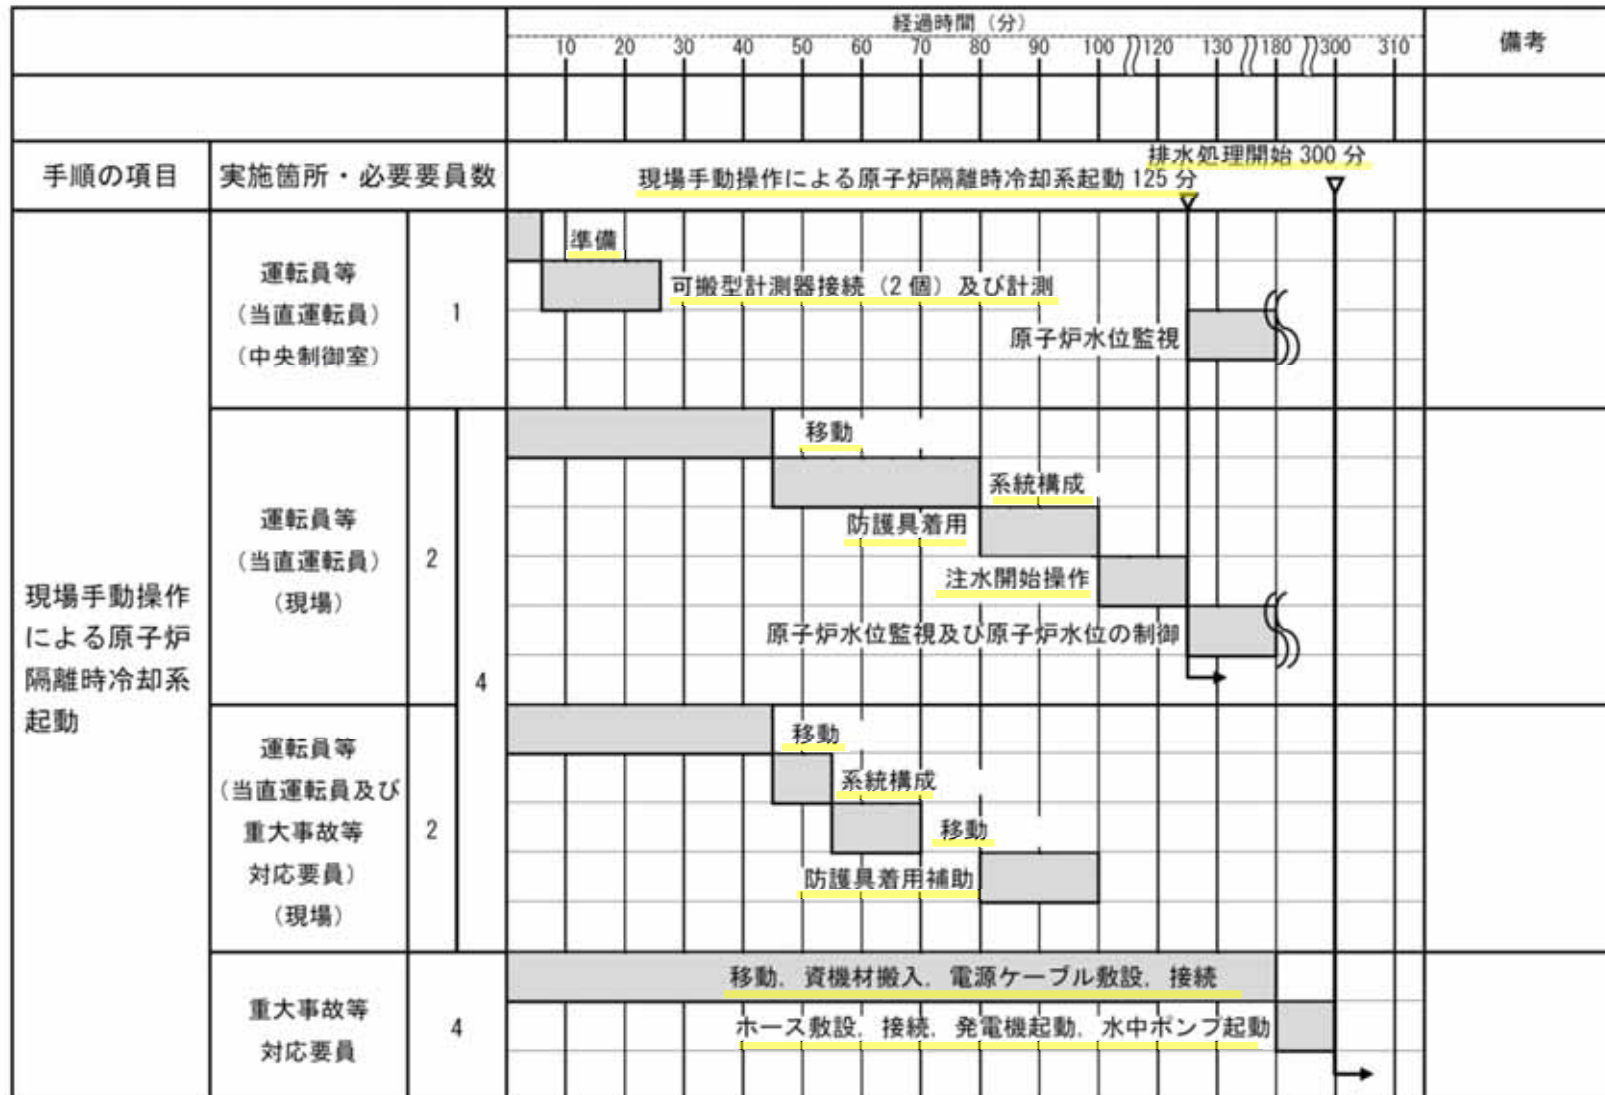 経過時間（分）
備考
10 20 30 40 50 60 70 80 90 100 120 130 180 300 310
手順の項目
実施箇所・必要要員数
排水処理開始 300 分
現場手動操作による原子炉隔離時冷却系起動 125 分
現場手動操作
による原子炉
隔離時冷却系
起動
運転員等
（当直運転員）
（中央制御室）
1
準備
可搬型計測器接続（2 個）及び計測
原子炉水位監視
運転員等
（当直運転員）
（現場）
2
4
移動
系統構成
防護具着用
注水開始操作
原子炉水位監視及び原子炉水位の制御
運転員等
（当直運転員及び
重大事故等
対応要員）
（現場）
2
移動
系統構成
移動
防護具着用補助
重大事故等
対応要員
4
移動，資機材搬入，電源ケーブル敷設，接続
ホース敷設，接続，発電機起動，水中ポンプ起動